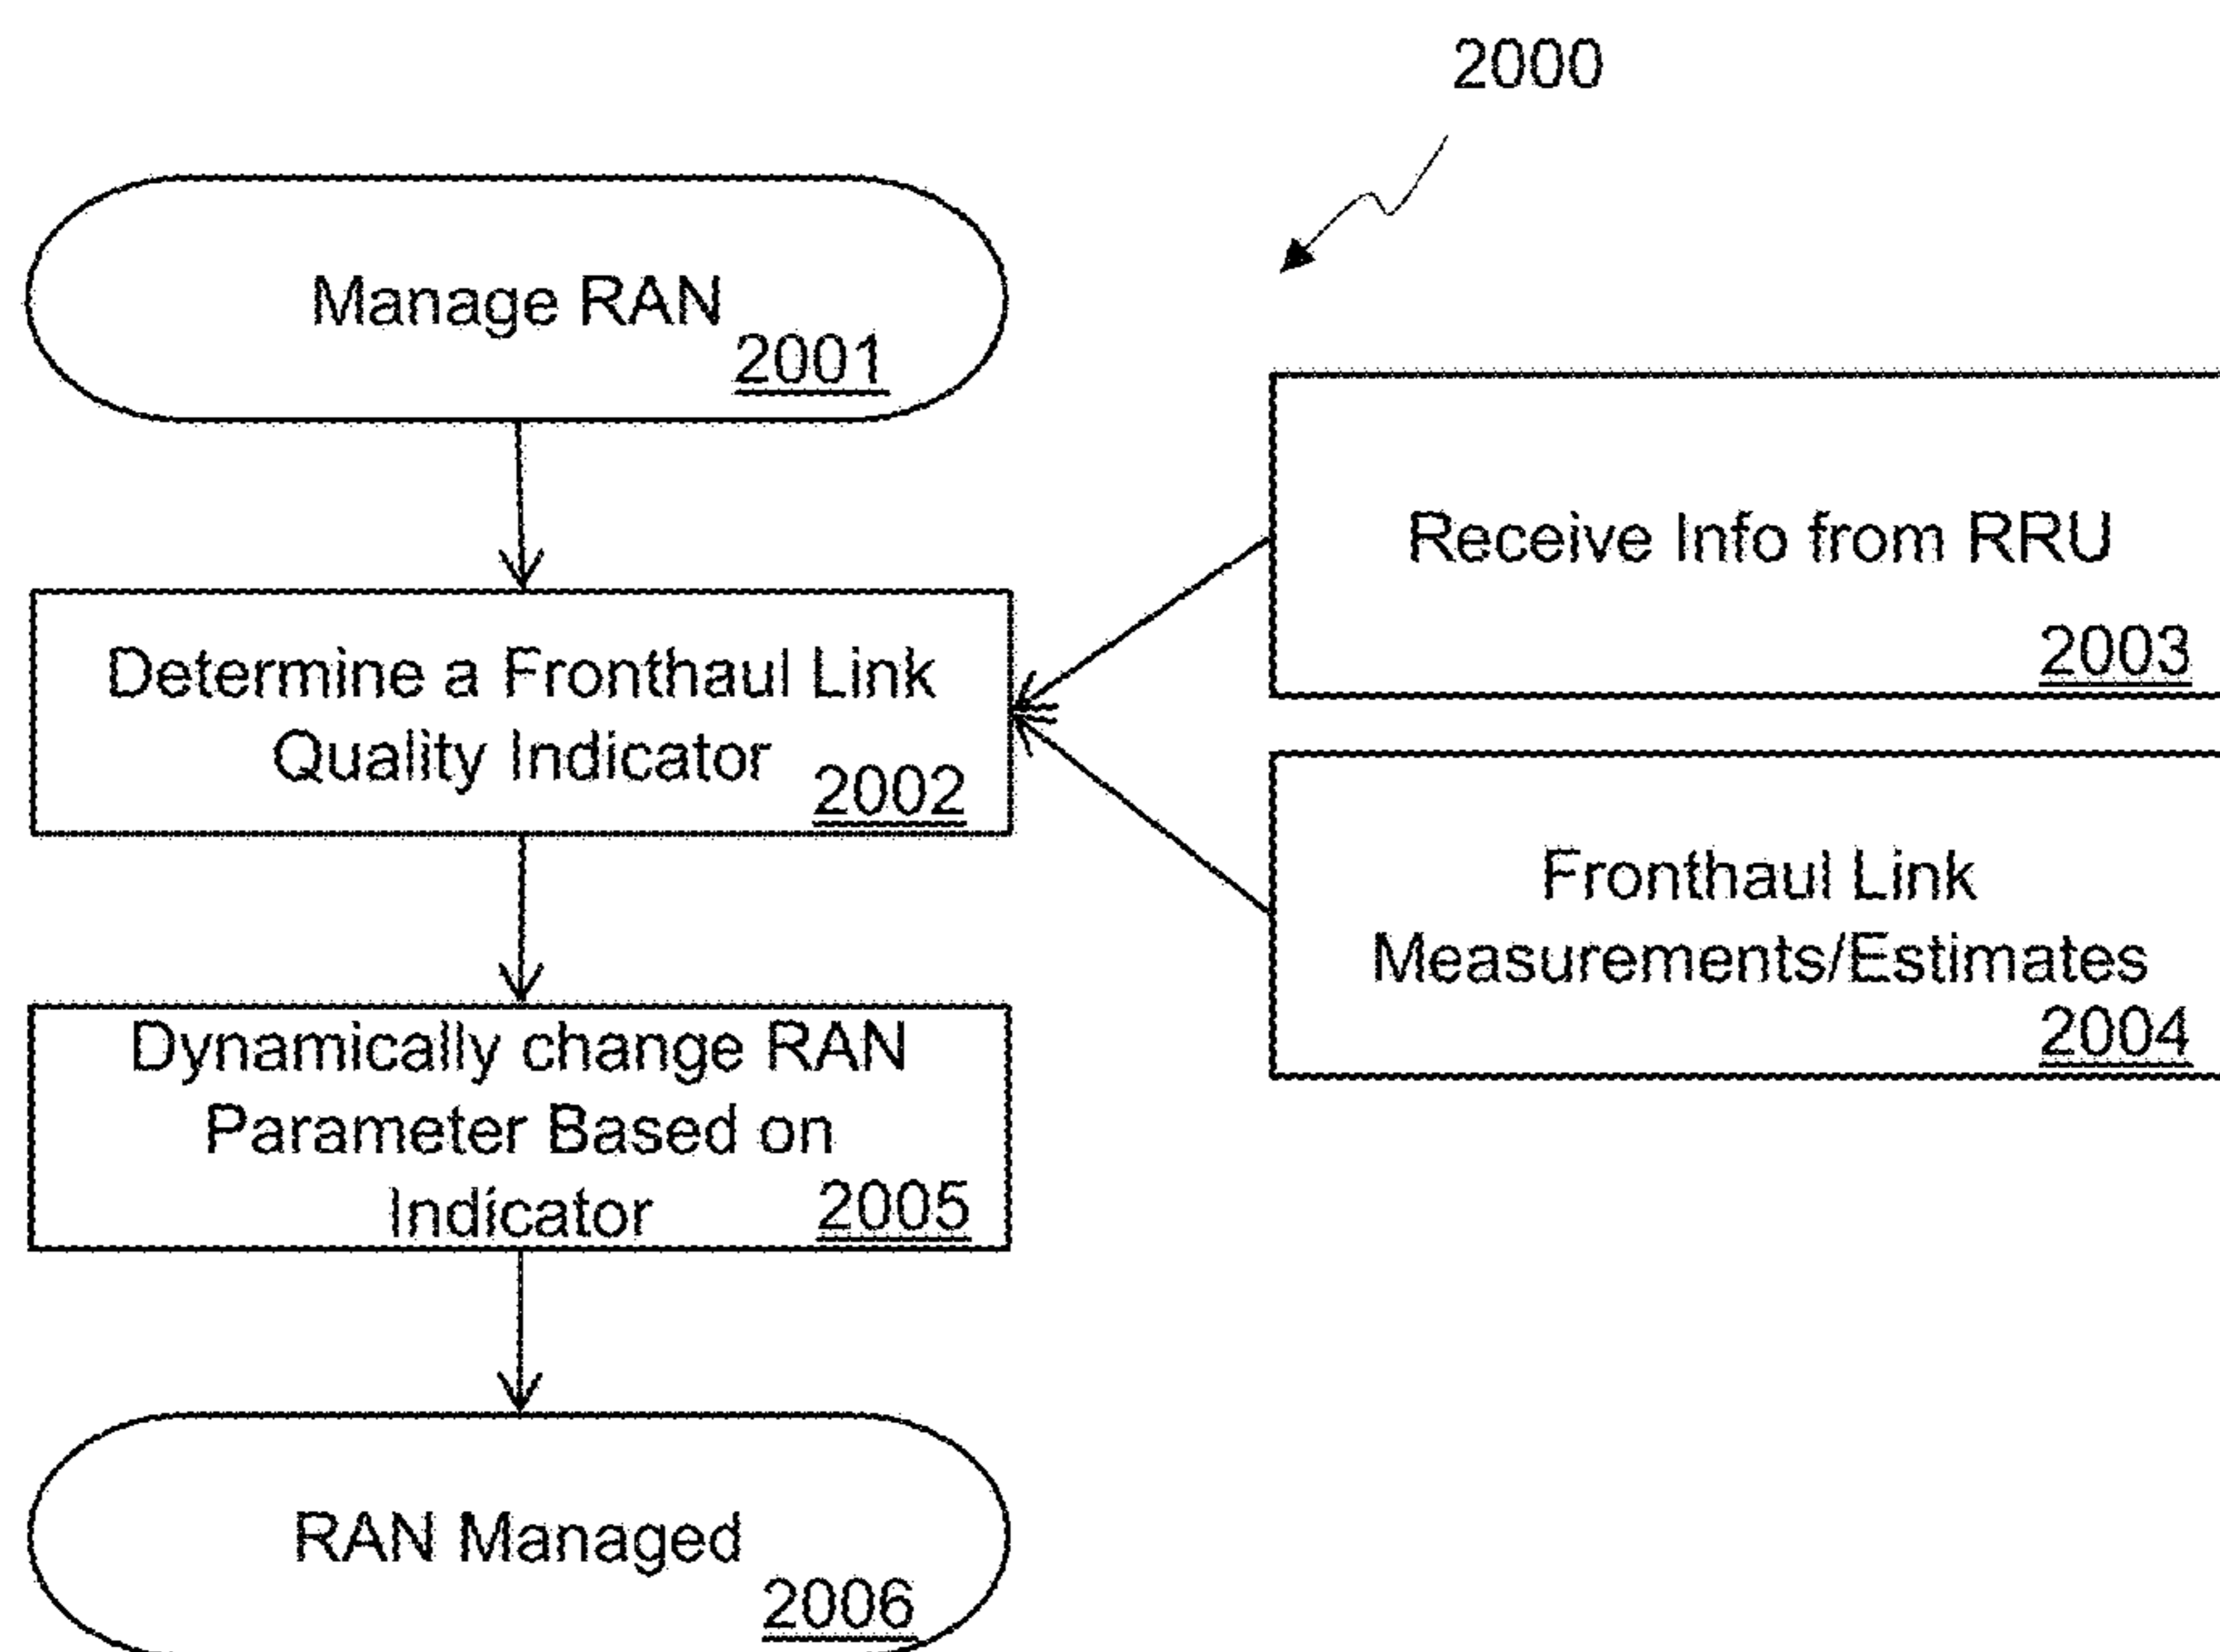 2000
Manage RAN
2001
Receive Info from RRU
2003
Determine a Fronthaul Link
Quality Indicator
2002
Fronthaul Link
Measurements/Estimates
2004
Dynamically change RAN
Parameter Based on
Indicator
2005
RAN Managed
2006